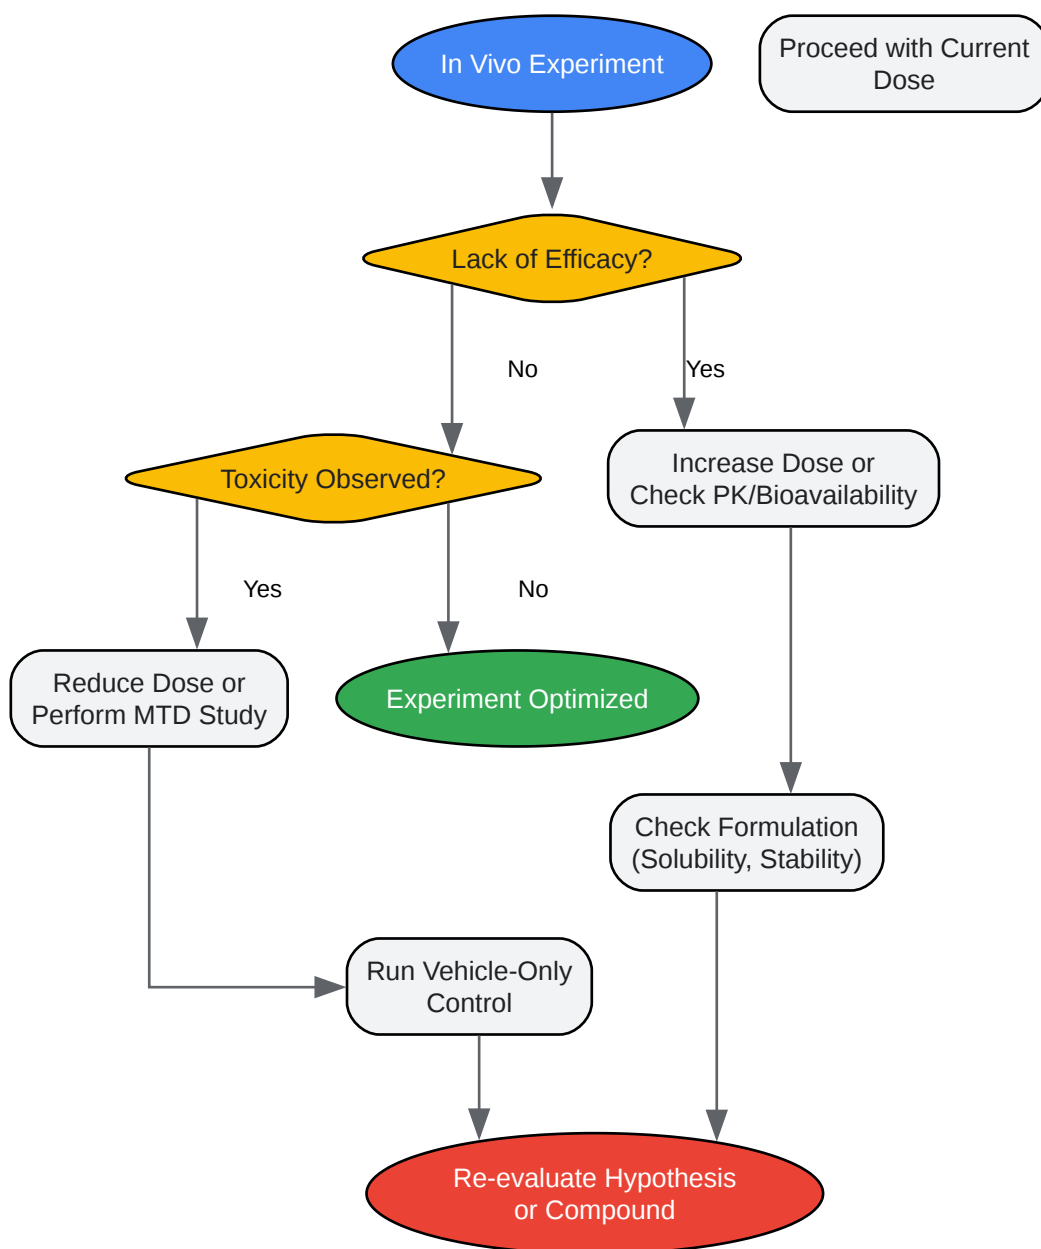 In Vivo Experiment
Proceed with Current
Dose
Lack of Efficacy?
No
Yes
Toxicity Observed?
Increase Dose or
Check PK/Bioavailability
Yes
No
Reduce Dose or
Perform MTD Study
Experiment Optimized
Check Formulation
(Solubility, Stability)
Run Vehicle-Only
Control
Re-evaluate Hypothesis
or Compound